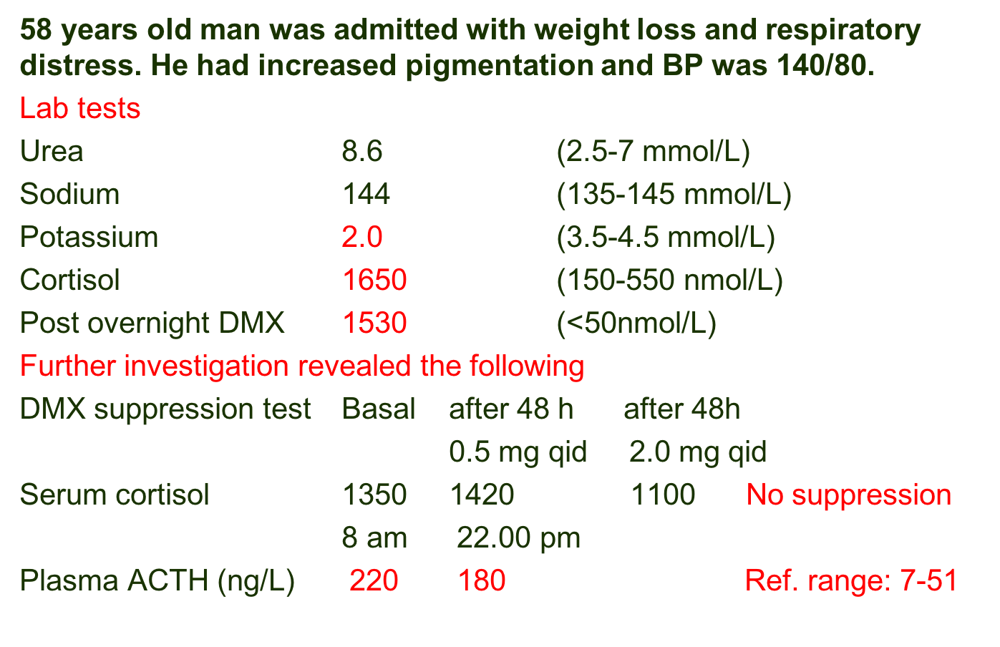 58 years old man was admitted with weight loss and respiratory
distress. He had increased pigmentation and BP was 140/80.
Lab tests
Urea 8.6 (2.5-7 mmol/L)
Sodium 144 (135-145 mmol/L)
Potassium 2.0 (3.5-4.5 mmol/L)
Cortisol 1650 (150-550 nmol/L)
Post overnight DMX 1530 (<50nmol/L)
Further investigation revealed the following
DMX suppression test Basal after 48 h after 48h
0.5 mg qid 2.0 mg qid
Serum cortisol 1350 1420 1100 No suppression
8 am 22.00 pm
Plasma ACTH (ng/L) 220 180 Ref. range: 7-51